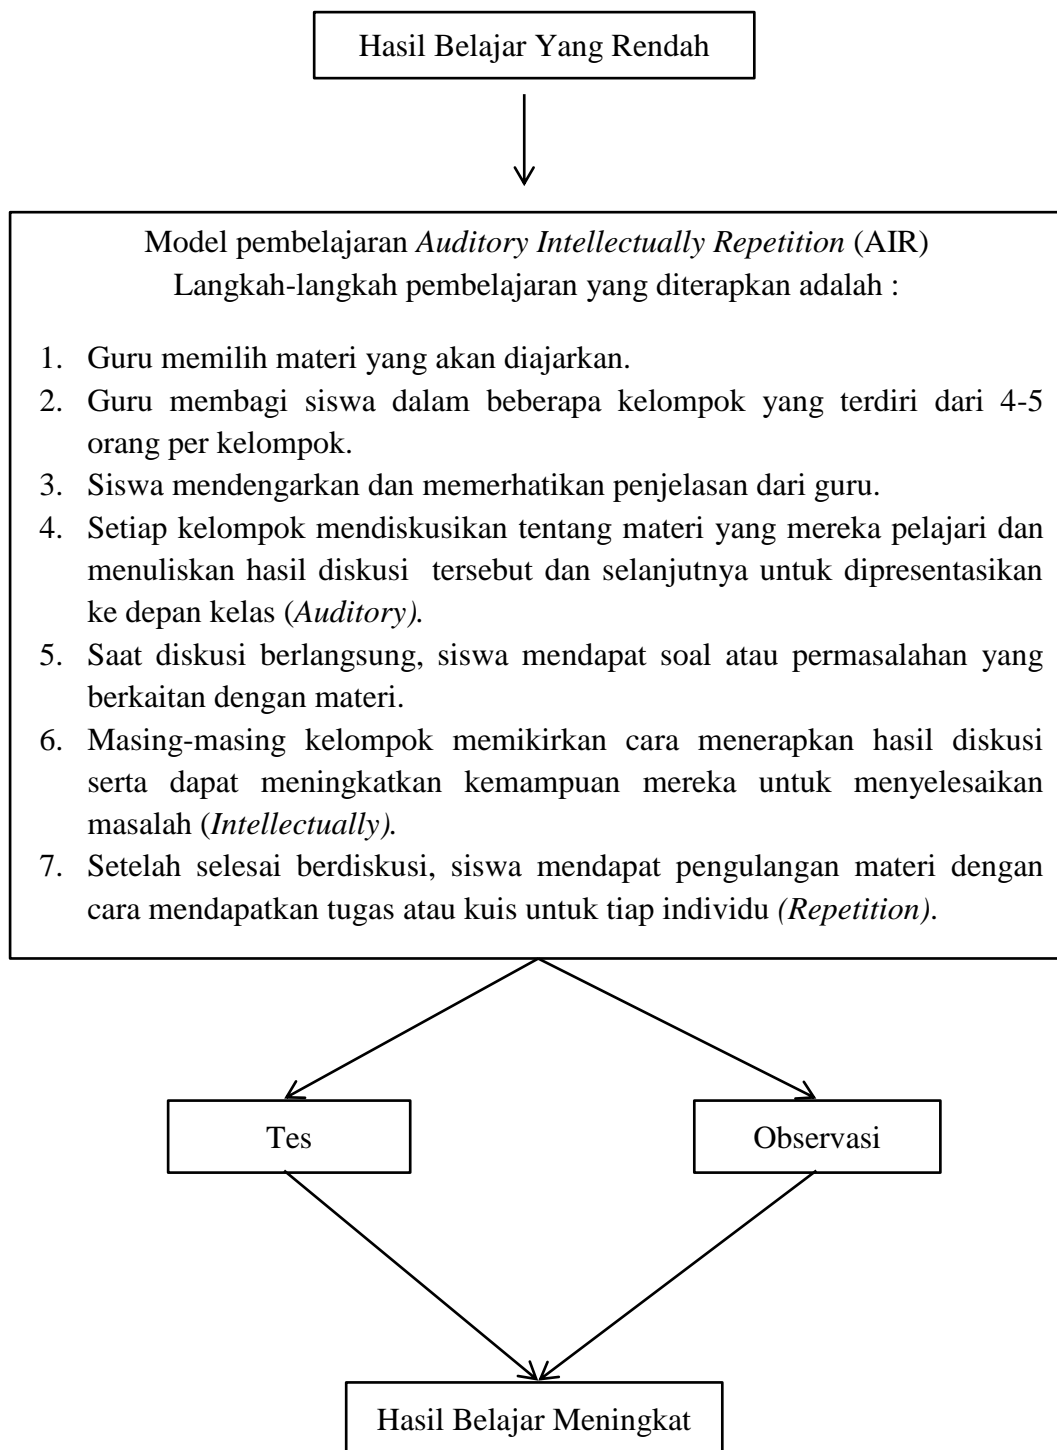 Hasil Belajar Yang Rendah
Model pembelajaran Auditory Intellectually Repetition (AIR)
Langkah-langkah pembelajaran yang diterapkan adalah :
1. Guru memilih materi yang akan diajarkan.
2. Guru membagi siswa dalam beberapa kelompok yang terdiri dari 4-5
orang per kelompok.
3. Siswa mendengarkan dan memerhatikan penjelasan dari guru.
4. Setiap kelompok mendiskusikan tentang materi yang mereka pelajari dan
menuliskan hasil diskusi tersebut dan selanjutnya untuk dipresentasikan
ke depan kelas (Auditory).
5. Saat diskusi berlangsung, siswa mendapat soal atau permasalahan yang
berkaitan dengan materi.
6. Masing-masing kelompok memikirkan cara menerapkan hasil diskusi
serta dapat meningkatkan kemampuan mereka untuk menyelesaikan
masalah (Intellectually).
7. Setelah selesai berdiskusi, siswa mendapat pengulangan materi dengan
cara mendapatkan tugas atau kuis untuk tiap individu (Repetition).
Tes
Observasi
Hasil Belajar Meningkat